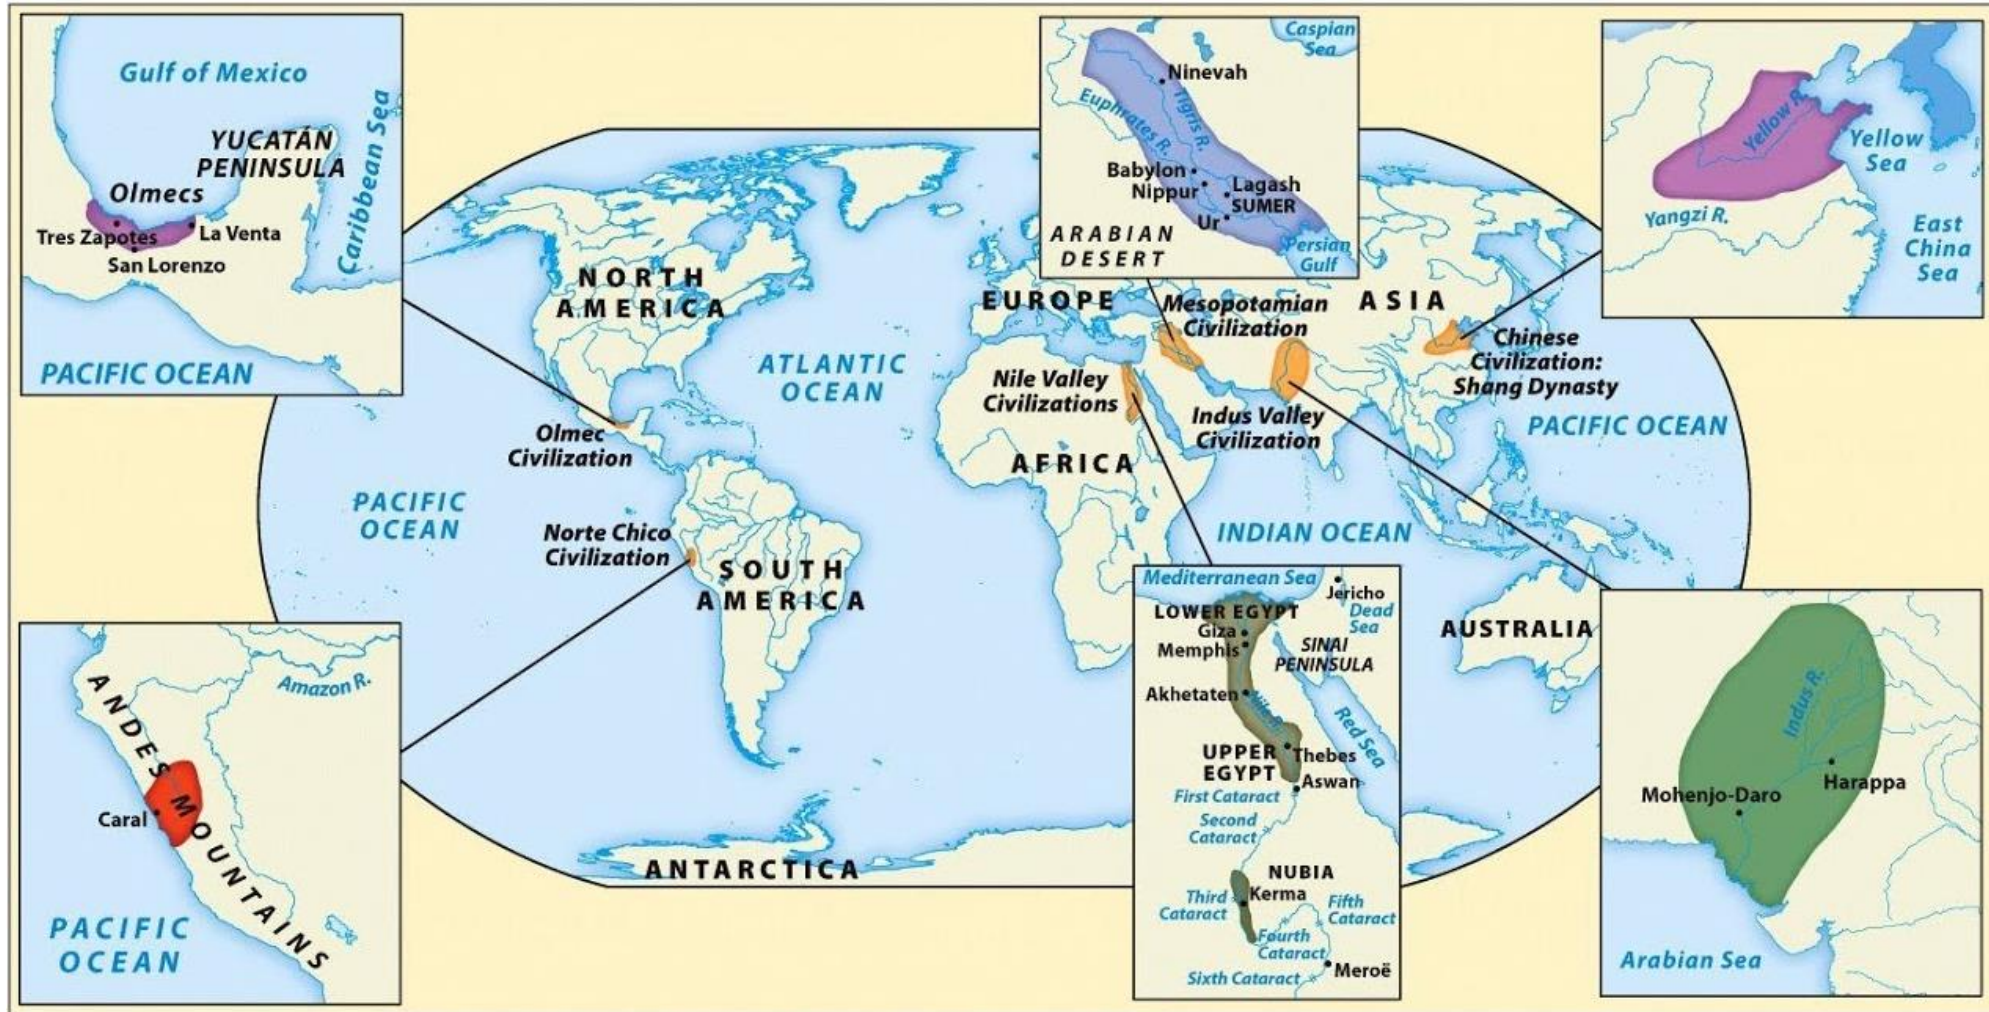 Gulf of Mexico
YUCATÁN
PENINSULA
Caribbean Sea
Olmecs
Tres Zapotes
La Venta
San Lorenzo
PACIFIC OCEAN
Caspian
Sea
Ninevah
Tigris R.
Euphrates R.
Babylon
Nippur
Lagash
SUMER
Ur
ARABIAN
DESERT
Persian
Gulf
Yellow R.
Yellow
Sea
Yangzi R.
East
China
Sea
NORTH
AMERICA
ATLANTIC
OCEAN
EUROPE
ASIA
Mesopotamian
Civilization
Chinese
Civilization:
Shang Dynasty
Nile Valley
Civilizations
Indus Valley
Civilization
PACIFIC OCEAN
Olmec
Civilization
AFRICA
PACIFIC
OCEAN
Norte Chico
Civilization
SOUTH
AMERICA
INDIAN OCEAN
AUSTRALIA
ANTARCTICA
Amazon R.
ANDES MOUNTAINS
Caral
PACIFIC
OCEAN
Mediterranean Sea
Jericho
Dead
Sea
LOWER EGYPT
Giza
Memphis
SINAI
PENINSULA
Akhetaten
Nile R.
Red Sea
UPPER
EGYPT
Thebes
Aswan
First Cataract
Second
Cataract
NUBIA
Kerma
Third
Cataract
Fifth
Cataract
Fourth
Cataract
Meroë
Sixth Cataract
Indus R.
Harappa
Mohenjo-Daro
Arabian Sea